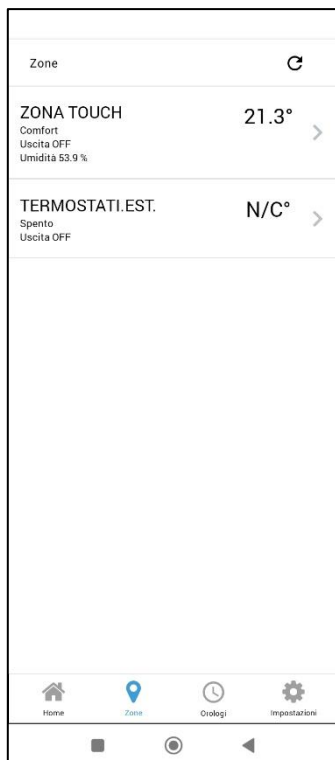 Zone
ZONA TOUCH
21.3°
Comfort
Uscita OFF
Umidità 53.9 %
TERMOSTATI.EST.
N/C°
Spento
Uscita OFF
Home
Zone
Orologi
Impostazioni